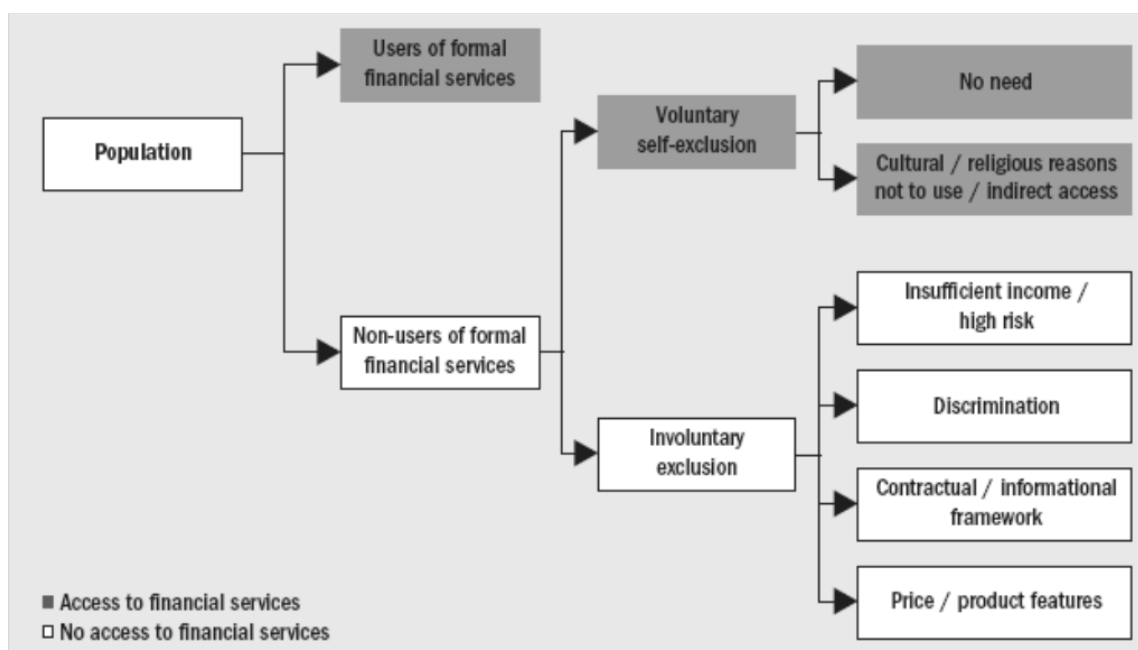 Population
Users of formal
financial services
Non-users of formal
financial services
Voluntary
self-exclusion
Involuntary
exclusion
No need
Cultural / religious reasons
not to use / indirect access
Insufficient income /
high risk
Discrimination
Contractual / informational
framework
Price / product features
Access to financial services
No access to financial services